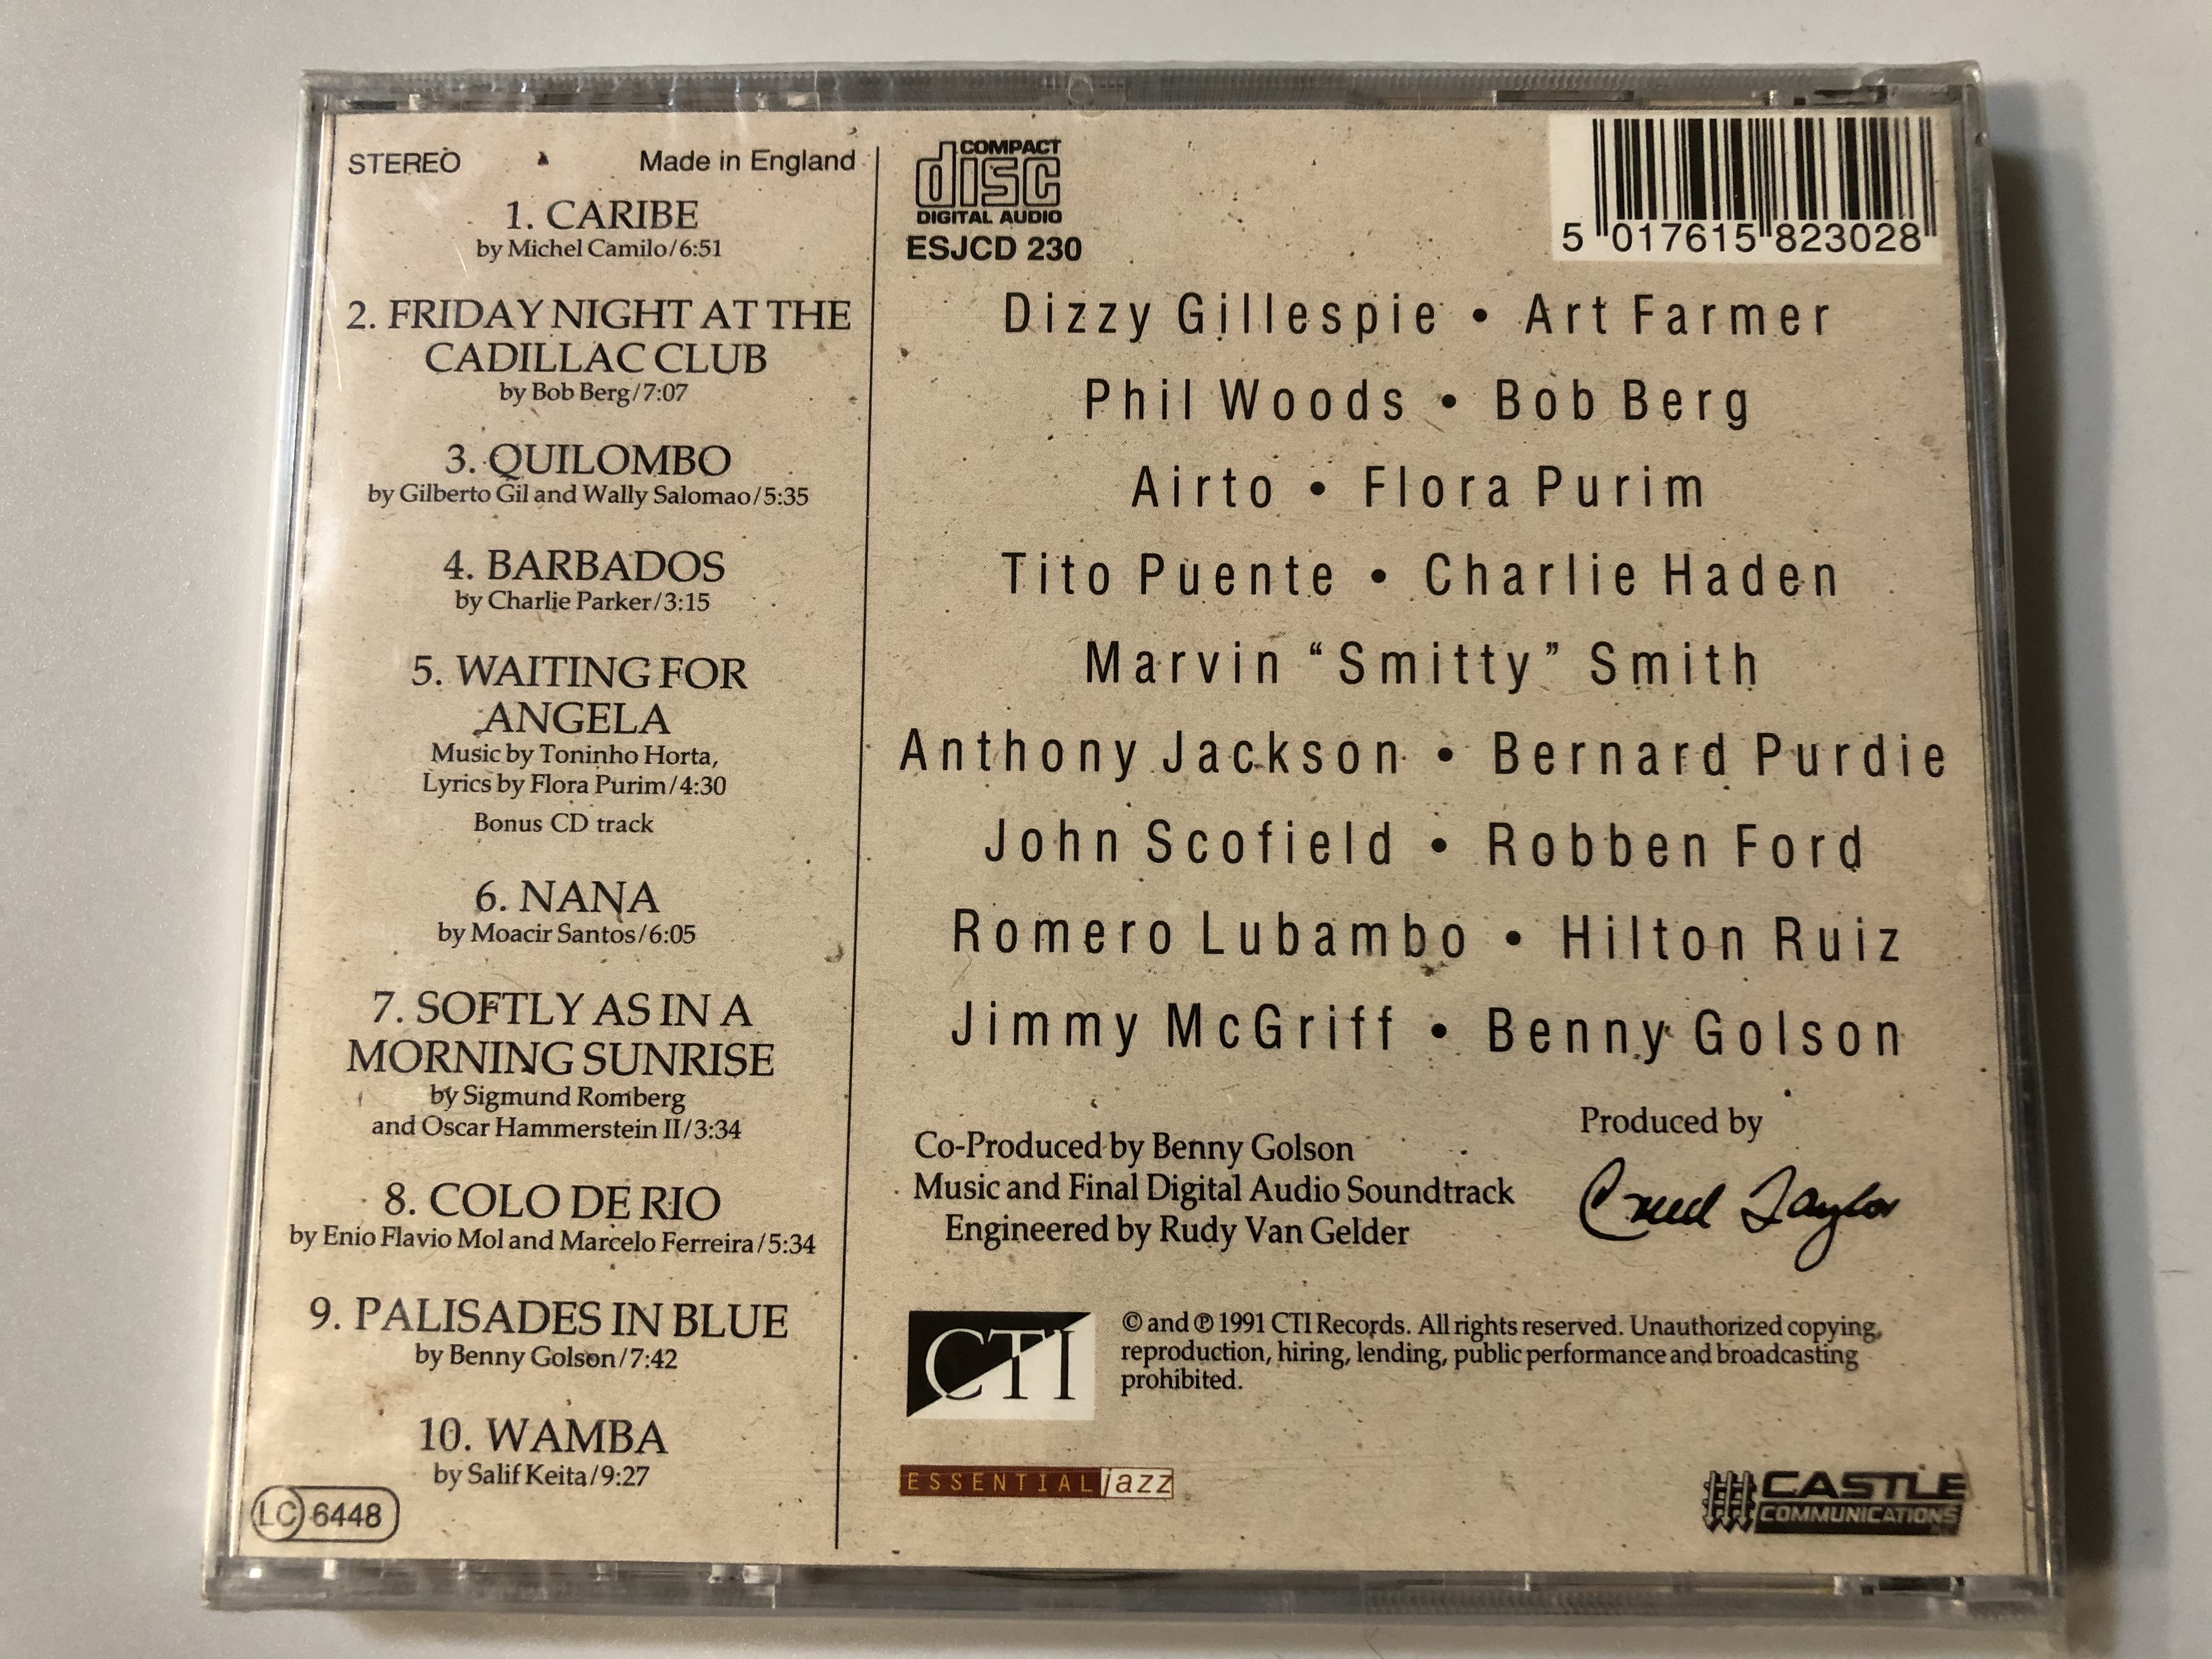 STEREO
Made in England
1. CARIBE
by Michel Camilo/6:51
2. FRIDAY NIGHT AT THE
CADILLAC CLUB
by Bob Berg/7:07
3. QUILOMBO
by Gilberto Gil and Wally Salomao/5:35
4. BARBADOS
by Charlie Parker/3:15
5. WAITING FOR
ANGELA
Music by Toninho Horta,
Lyrics by Flora Purim/4:30
Bonus CD track
6. NANA
by Moacir Santos/6:05
7. SOFTLY AS IN A
MORNING SUNRISE
by Sigmund Romberg
and Oscar Hammerstein II/3:34
8. COLO DE RIO
by Enio Flavio Mol and Marcelo Ferreira/5:34
9. PALISADES IN BLUE
by Benny Golson/7:42
10. WAMBA
by Salif Keita/9:27
LC 6448
COMPACT
disc
DIGITAL AUDIO
ESJCD 230
5 017615 823028
Dizzy Gillespie • Art Farmer
Phil Woods • Bob Berg
Airto • Flora Purim
Tito Puente • Charlie Haden
Marvin “Smitty” Smith
Anthony Jackson • Bernard Purdie
John Scofield • Robben Ford
Romero Lubambo • Hilton Ruiz
Jimmy McGriff • Benny Golson
Co-Produced by Benny Golson
Music and Final Digital Audio Soundtrack
Engineered by Rudy Van Gelder
Produced by
Creed Taylor
CTI
© and ℗ 1991 CTI Records. All rights reserved. Unauthorized copying,
reproduction, hiring, lending, public performance and broadcasting
prohibited.
ESSENTIAL jazz
CASTLE
COMMUNICATIONS